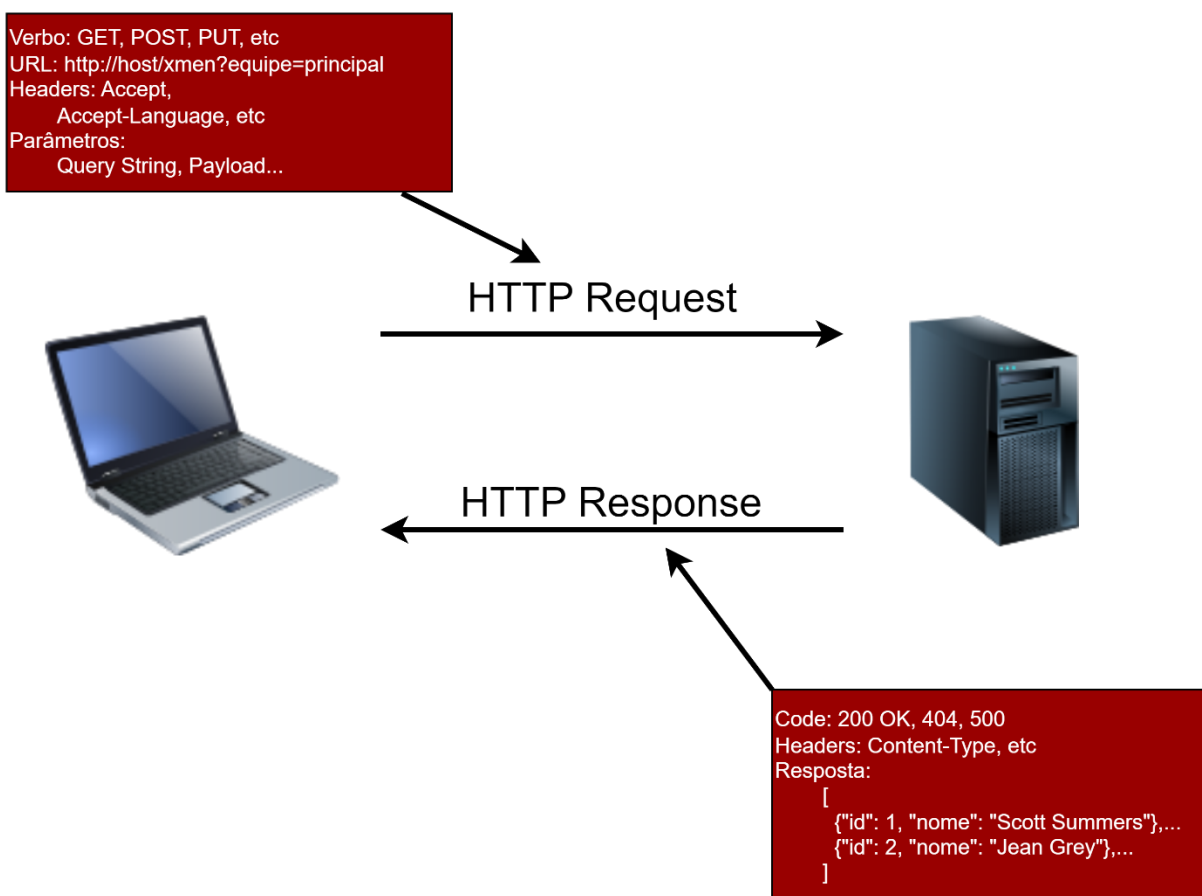 Verbo: GET, POST, PUT, etc
URL: http://host/xmen?equipe=principal
Headers: Accept,
Accept-Language, etc
Parâmetros:
Query String, Payload...
HTTP Request
HTTP Response
Code: 200 OK, 404, 500
Headers: Content-Type, etc
Resposta:
[
{"id": 1, "nome": "Scott Summers"},...
{"id": 2, "nome": "Jean Grey"},...
]